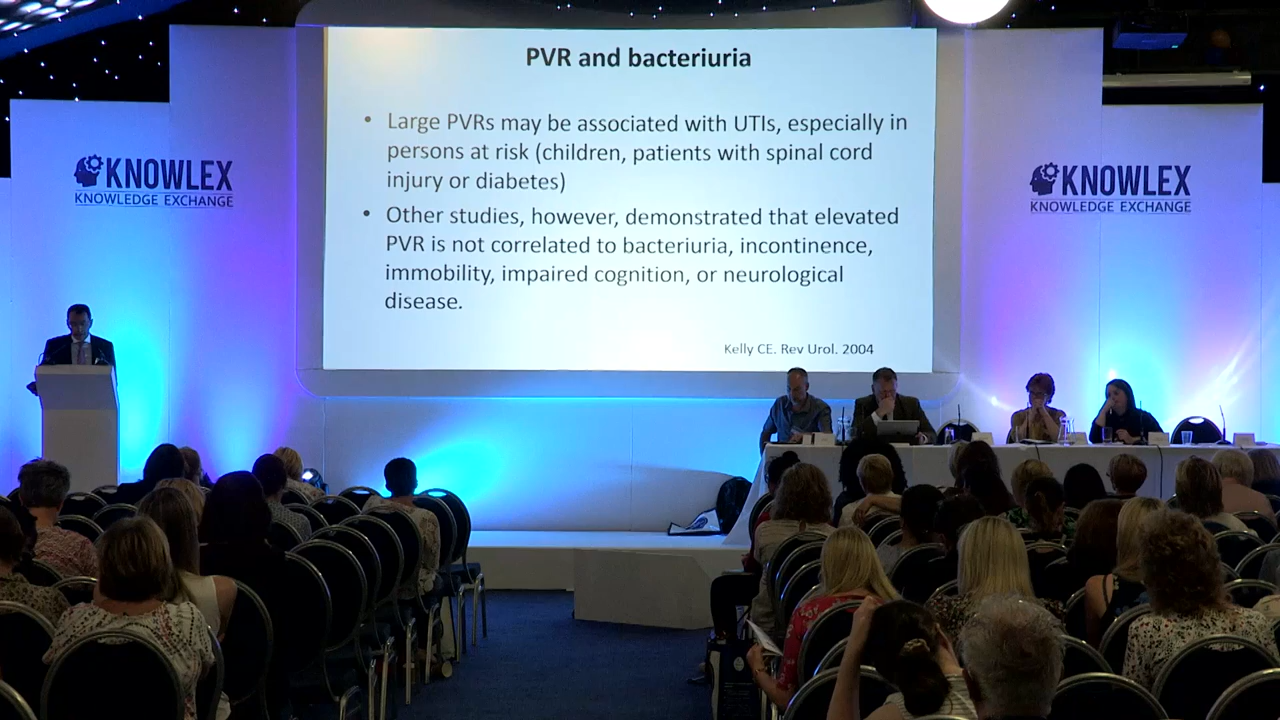 PVR and bacteriuria
• Large PVRs may be associated with UTIs, especially in
persons at risk (children, patients with spinal cord
injury or diabetes)
• Other studies, however, demonstrated that elevated
PVR is not correlated to bacteriuria, incontinence,
immobility, impaired cognition, or neurological
disease.
Kelly CE. Rev Urol. 2004
KNOWLEX
KNOWLEDGE EXCHANGE
KNOWLEX
KNOWLEDGE EXCHANGE